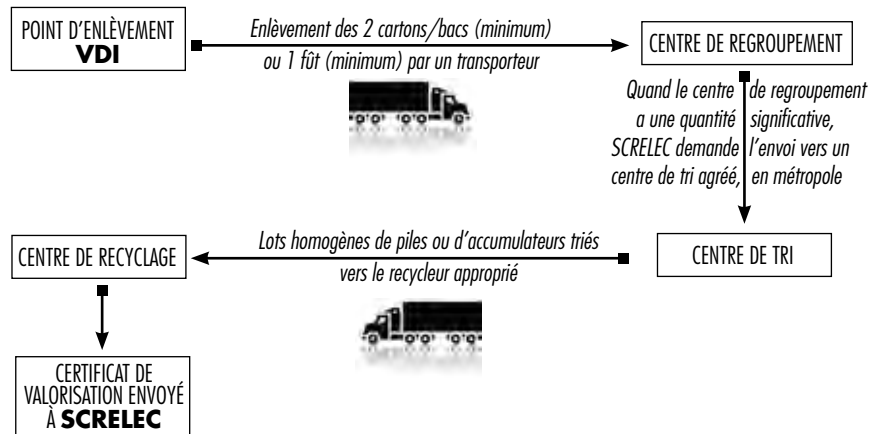 POINT D'ENLÈVEMENT
VDI
Enlèvement des 2 cartons/bacs (minimum)
ou 1 fût (minimum) par un transporteur
CENTRE DE REGROUPEMENT
Quand le centre de regroupement
a une quantité significative,
SCRELEC demande l'envoi vers un
centre de tri agréé, en métropole
CENTRE DE TRI
Lots homogènes de piles ou d'accumulateurs triés
vers le recycleur approprié
CENTRE DE RECYCLAGE
CERTIFICAT DE
VALORISATION ENVOYÉ
À SCRELEC